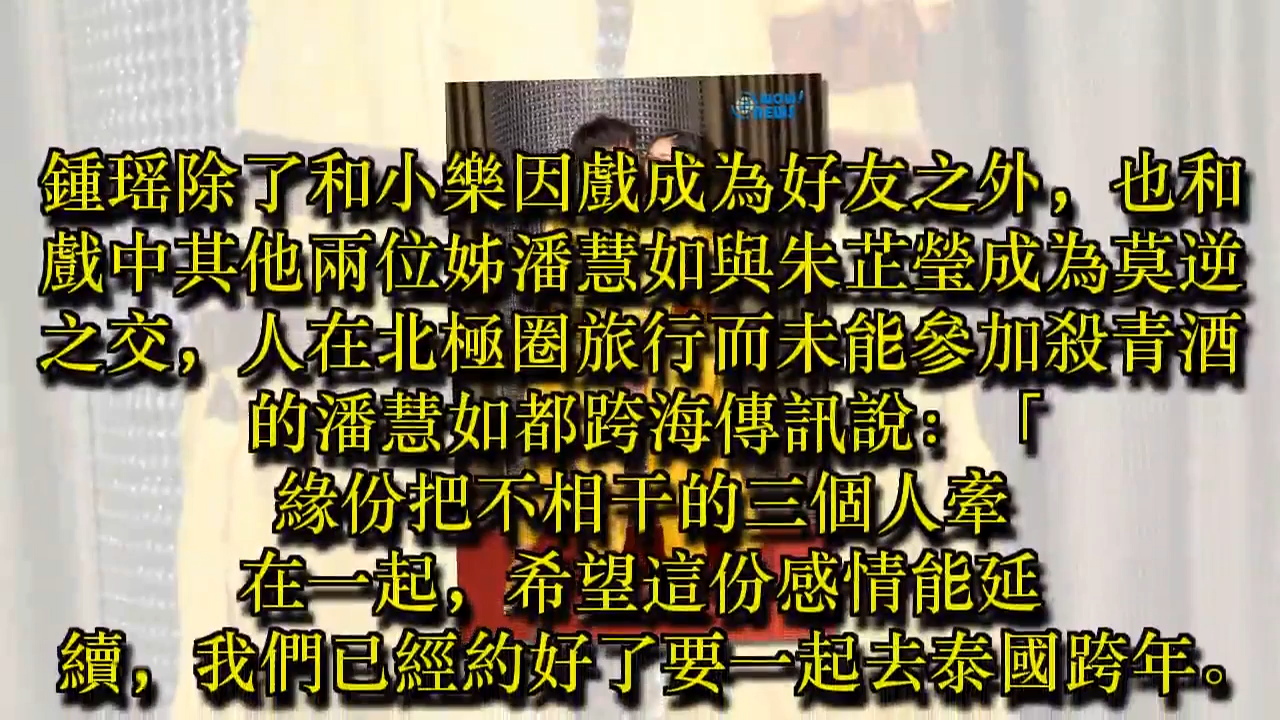 NOW
news
鍾瑶除了和小樂因戲成為好友之外，也和
戲中其他兩位姊潘慧如與朱芷瑩成為莫逆
之交，人在北極圈旅行而未能參加殺青酒
的潘慧如都跨海傳訊說：「
緣份把不相干的三個人牽
在一起，希望這份感情能延
續，我們已經約好了要一起去泰國跨年。